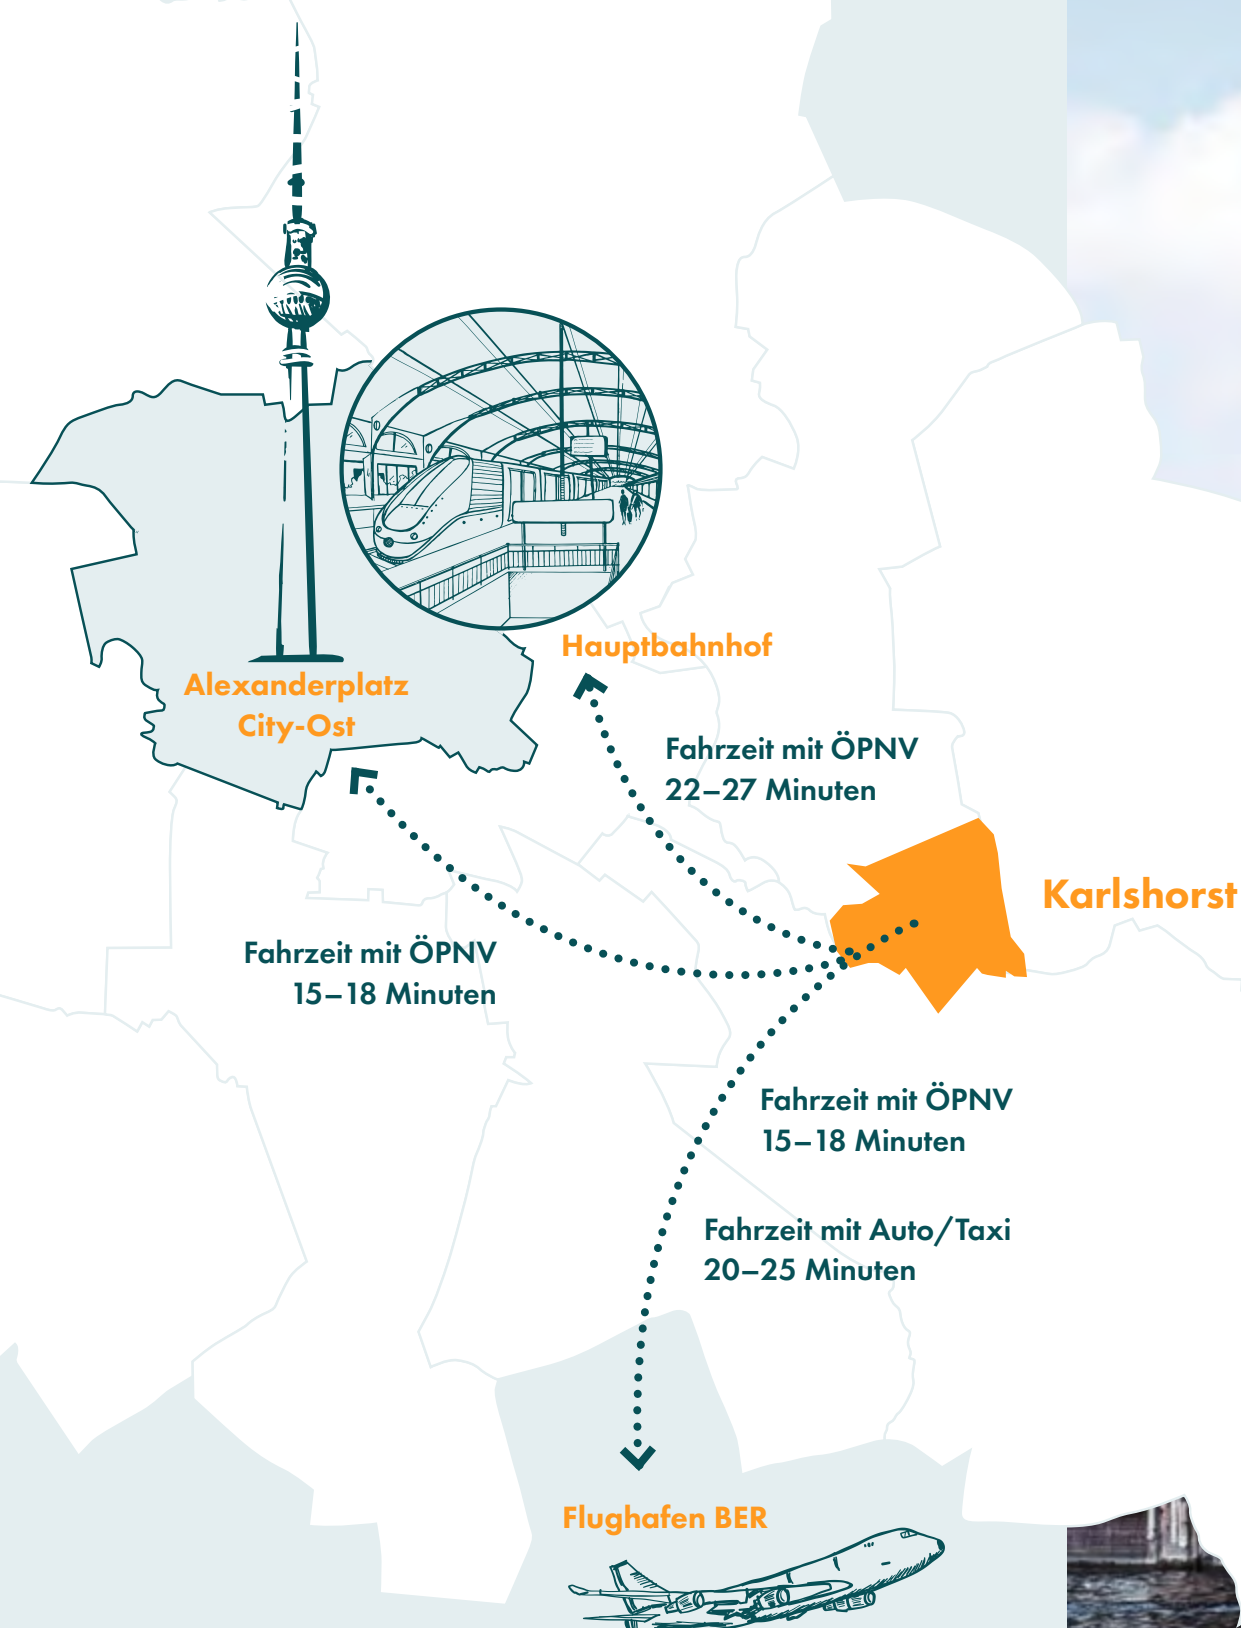 Hauptbahnhof
Alexanderplatz
City-Ost
Fahrzeit mit ÖPNV
22–27 Minuten
Karlshorst
Fahrzeit mit ÖPNV
15–18 Minuten
Fahrzeit mit ÖPNV
15–18 Minuten
Fahrzeit mit Auto/Taxi
20–25 Minuten
Flughafen BER